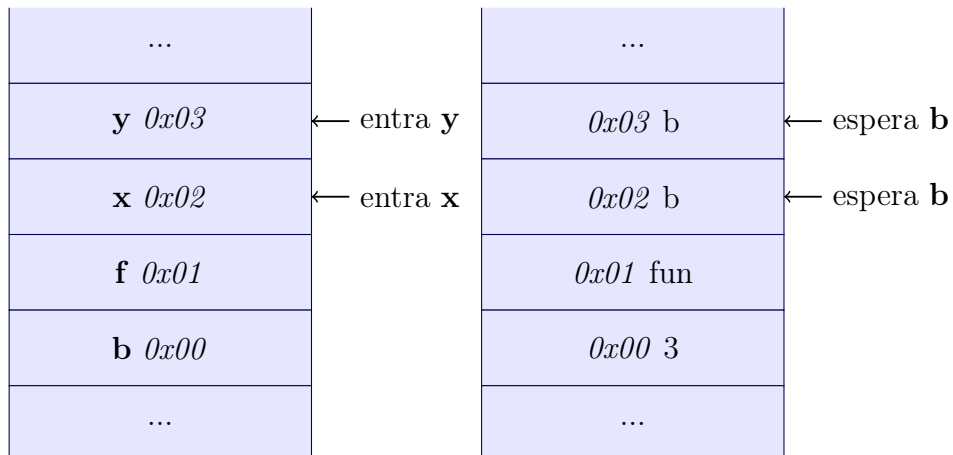 ...
y 0x03
entra y
x 0x02
entra x
f 0x01
b 0x00
...
...
0x03 b
espera b
0x02 b
espera b
0x01 fun
0x00 3
...